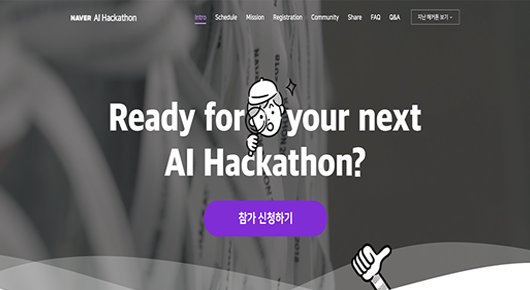 NAVER AI Hackathon
Intro Schedule Mission Registration Community Share FAQ Q&A
지난 해커톤 보기
Ready for your next
AI Hackathon?
참가 신청하기